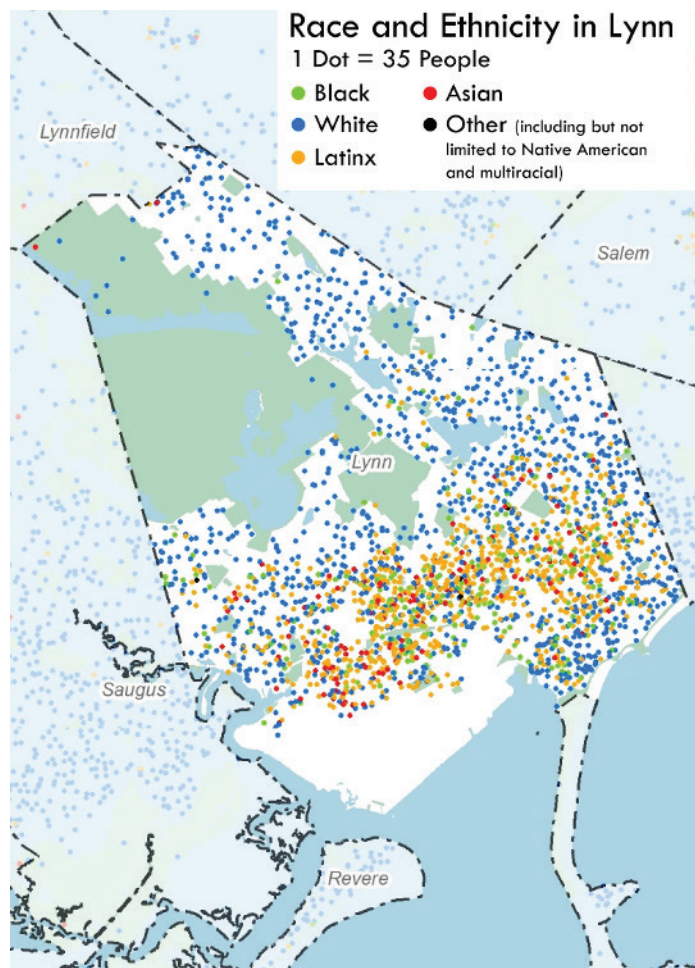 Race and Ethnicity in Lynn
1 Dot = 35 People
Black
Asian
White
Other (including but not
limited to Native American
and multiracial)
Latinx
Lynnfield
Salem
Lynn
Saugus
Revere